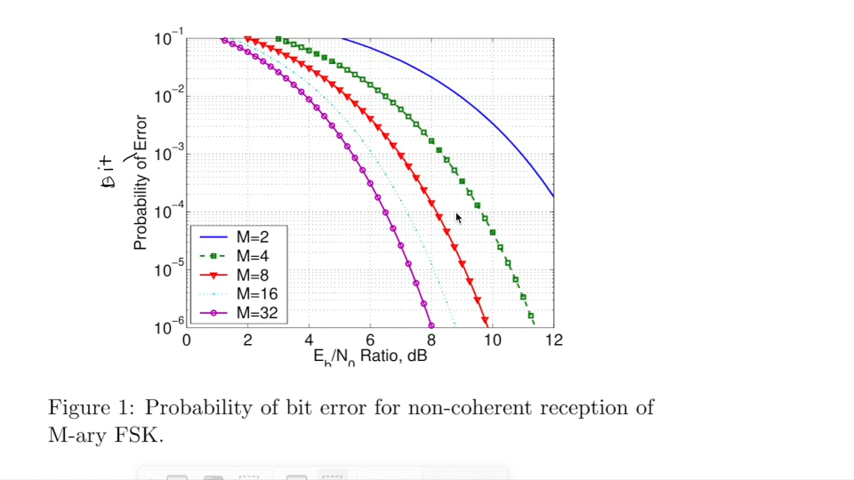 10^-1
10^-2
10^-3
10^-4
10^-5
10^-6
Bit
Probability of Error
M=2
M=4
M=8
M=16
M=32
0 2 4 6 8 10 12
E_b/N_0 Ratio, dB
Figure 1: Probability of bit error for non-coherent reception of
M-ary FSK.